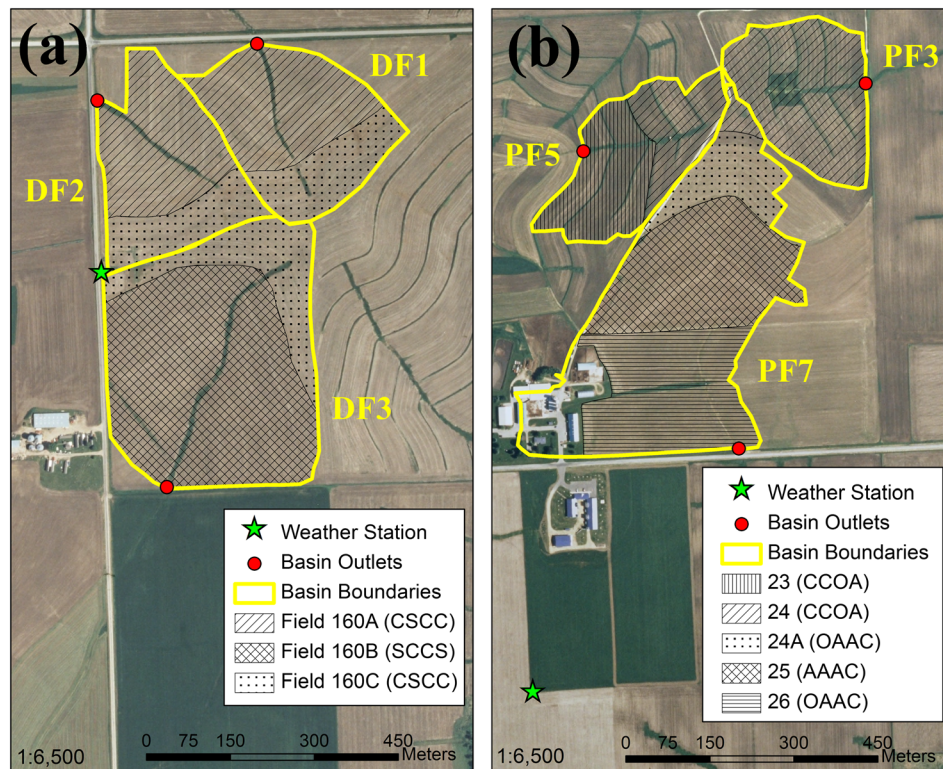 (a)
DF1
DF2
DF3
Weather Station
Basin Outlets
Basin Boundaries
Field 160A (CSCC)
Field 160B (SCCS)
Field 160C (CSCC)
1:6,500
0 75 150 300 450
Meters
(b)
PF3
PF5
PF7
Weather Station
Basin Outlets
Basin Boundaries
23 (CCOA)
24 (CCOA)
24A (OAAC)
25 (AAAC)
26 (OAAC)
1:6,500
0 75 150 300 450
Meters